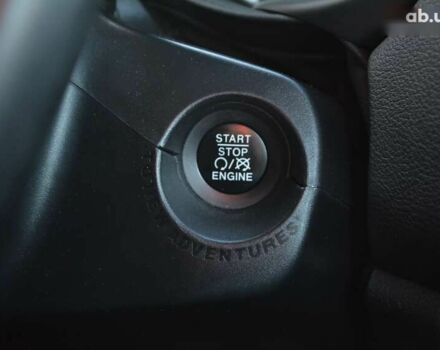 ab.u
START
STOP
ENGINE
ADVENTURES